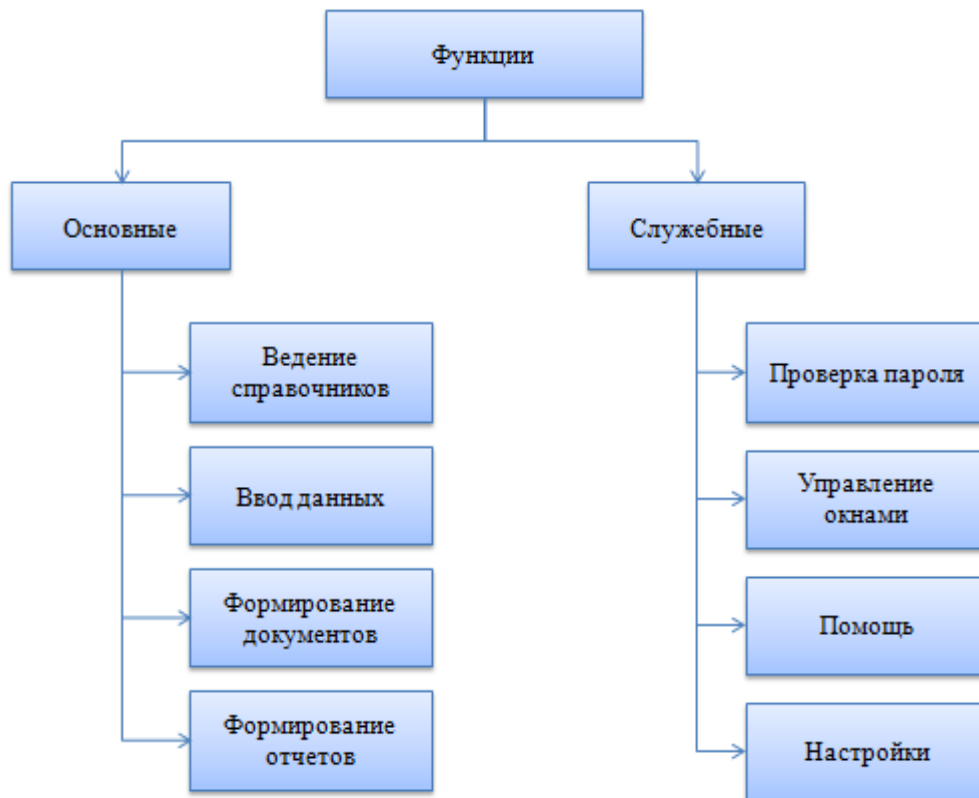 Функции
Основные
Служебные
Ведение
справочников
Ввод данных
Формирование
документов
Формирование
отчетов
Проверка пароля
Управление
окнами
Помощь
Настройки